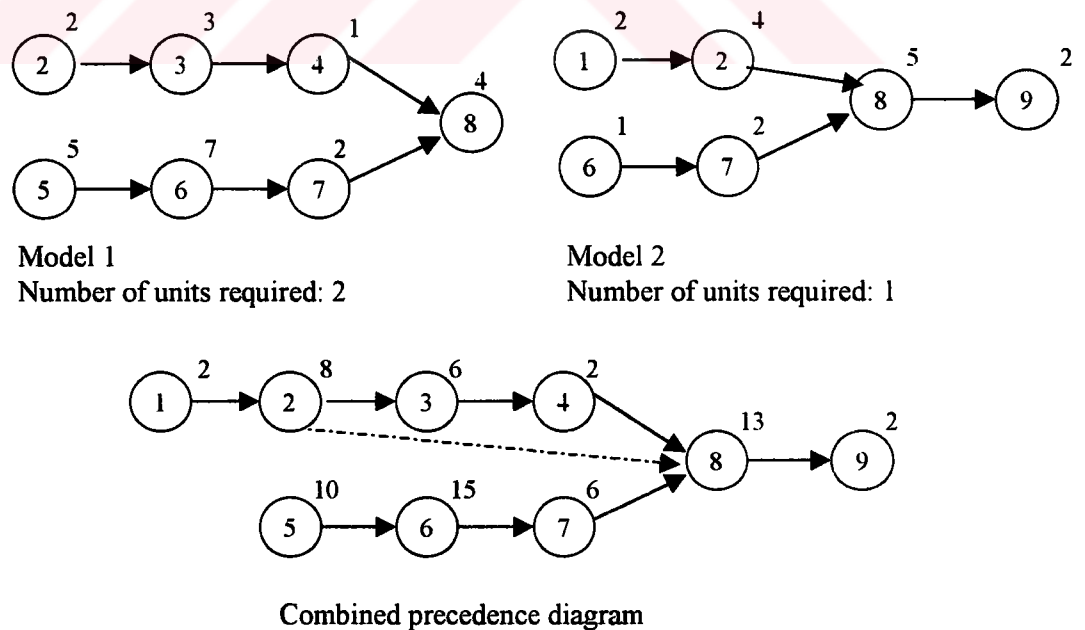 2 3 1
2 3 4
4
8
5 7 2
5 6 7
Model 1
Number of units required: 2
2 4
1 2
5 2
8 9
1 2
6 7
Model 2
Number of units required: 1
2 8 6 2
1 2 3 4
13 2
8 9
10 15 6
5 6 7
Combined precedence diagram